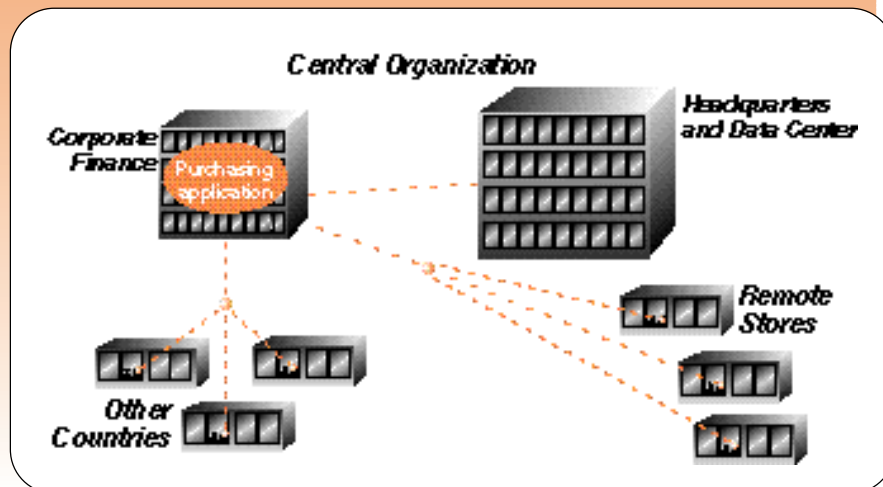 Central Organization
Corporate
Finance
Purchasing
application
Headquarters
and Data Center
Remote
Stores
Other
Countries